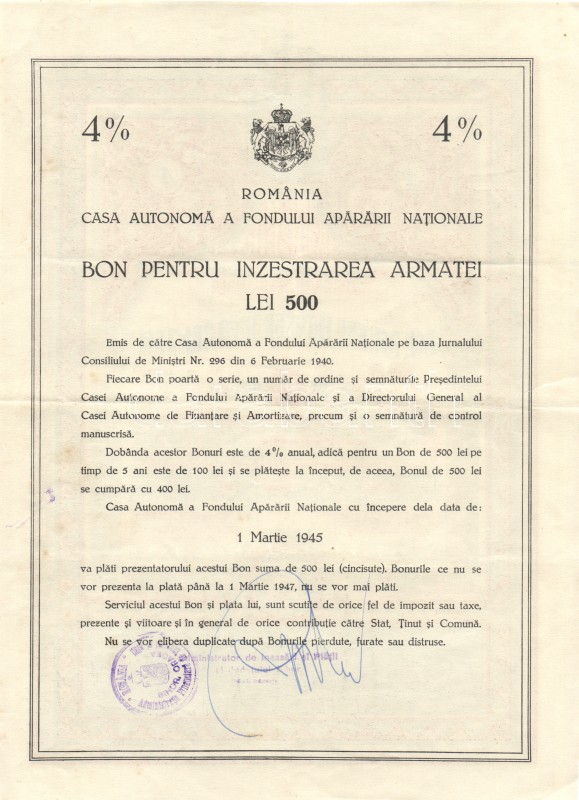 4%
4%
ROMÂNIA
CASA AUTONOMĂ A FONDULUI APĂRĂRII NAȚIONALE
BON PENTRU INZESTRAREA ARMATEI
LEI 500
Emis de către Casa Autonomă a Fondului Apărării Naționale pe baza Jurnalului
Consiliului de Miniștri Nr. 296 din 6 Februarie 1940.
Fiecare Bon poartă o serie, un număr de ordine și semnăturile Președintelui
Casei Autonome a Fondului Apărării Naționale și a Directorului General al
Casei Autonome de Finanțare și Amortizare, precum și o semnătură de control
manuscrisă.
Dobânda acestor Bonuri este de 4% anual, adică pentru un Bon de 500 lei pe
timp de 5 ani este de 100 lei și se plătește la început, de aceea, Bonul de 500 lei
se cumpără cu 400 lei.
Casa Autonomă a Fondului Apărării Naționale cu începere dela data de:
1 Martie 1945
va plăti prezentatorului acestui Bon suma de 500 lei (cincisute). Bonurile ce nu se
vor prezenta la plată până la 1 Martie 1947, nu se vor mai plăti.
Serviciul acestui Bon și plata lui, sunt scutite de orice fel de impozit sau taxe,
prezente și viitoare și în general de orice contribuție către Stat, Ținut și Comună.
Nu se vor elibera duplicate după Bonurile pierdute, furate sau distruse.
Administrator de Incasări și Plăți